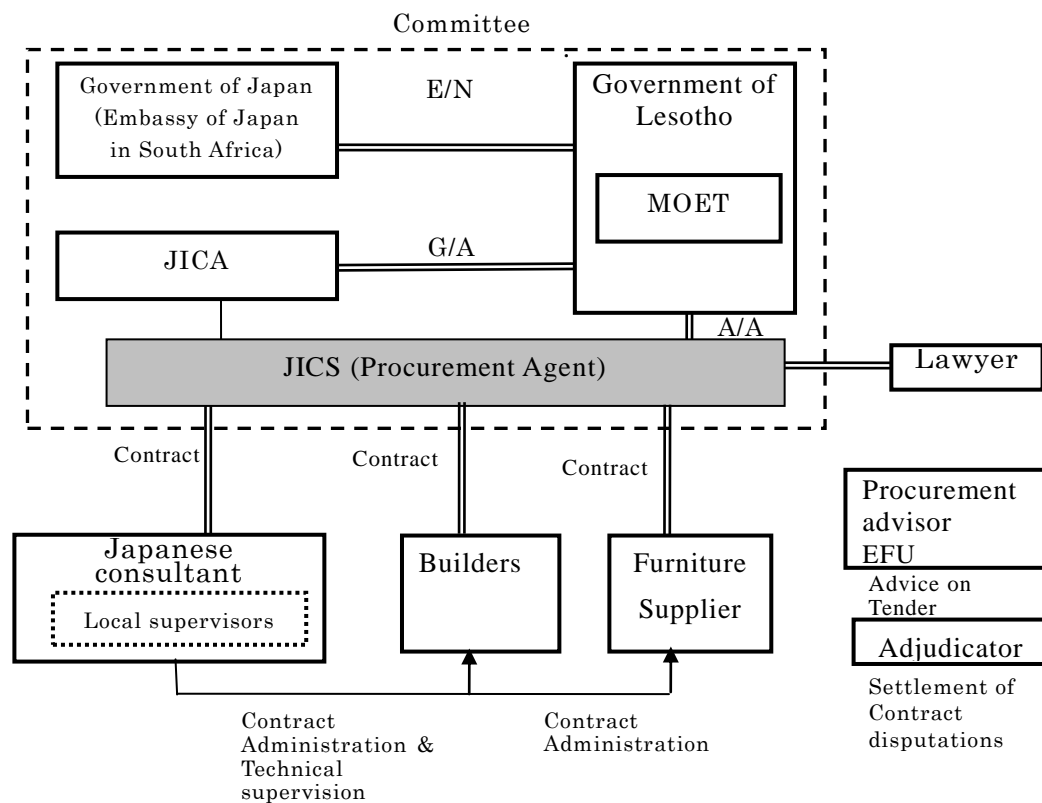 Committee
Government of Japan
(Embassy of Japan
in South Africa)
E/N
Government of
Lesotho
MOET
JICA
G/A
A/A
JICS (Procurement Agent)
Lawyer
Contract
Contract
Contract
Japanese
consultant
Local supervisors
Builders
Furniture
Supplier
Procurement
advisor
EFU
Advice on
Tender
Adjudicator
Settlement of
Contract
disputations
Contract
Administration &
Technical
supervision
Contract
Administration